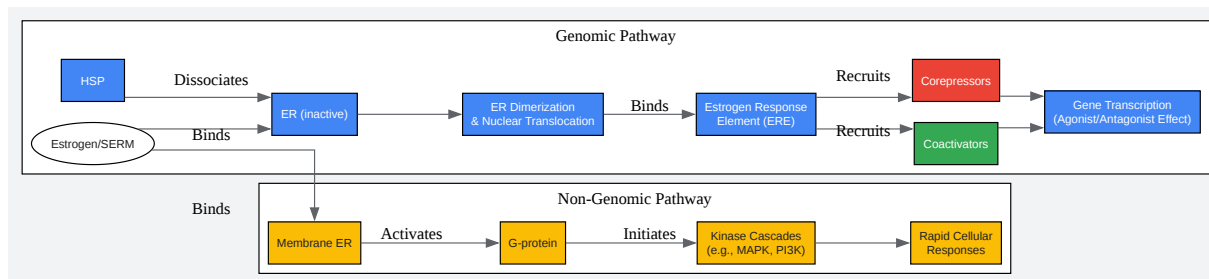 Genomic Pathway
HSP
Dissociates
Estrogen/SERM
Binds
ER (inactive)
ER Dimerization
& Nuclear Translocation
Binds
Estrogen Response
Element (ERE)
Recruits
Recruits
Corepressors
Coactivators
Gene Transcription
(Agonist/Antagonist Effect)
Binds
Non-Genomic Pathway
Membrane ER
Activates
G-protein
Initiates
Kinase Cascades
(e.g., MAPK, PI3K)
Rapid Cellular
Responses